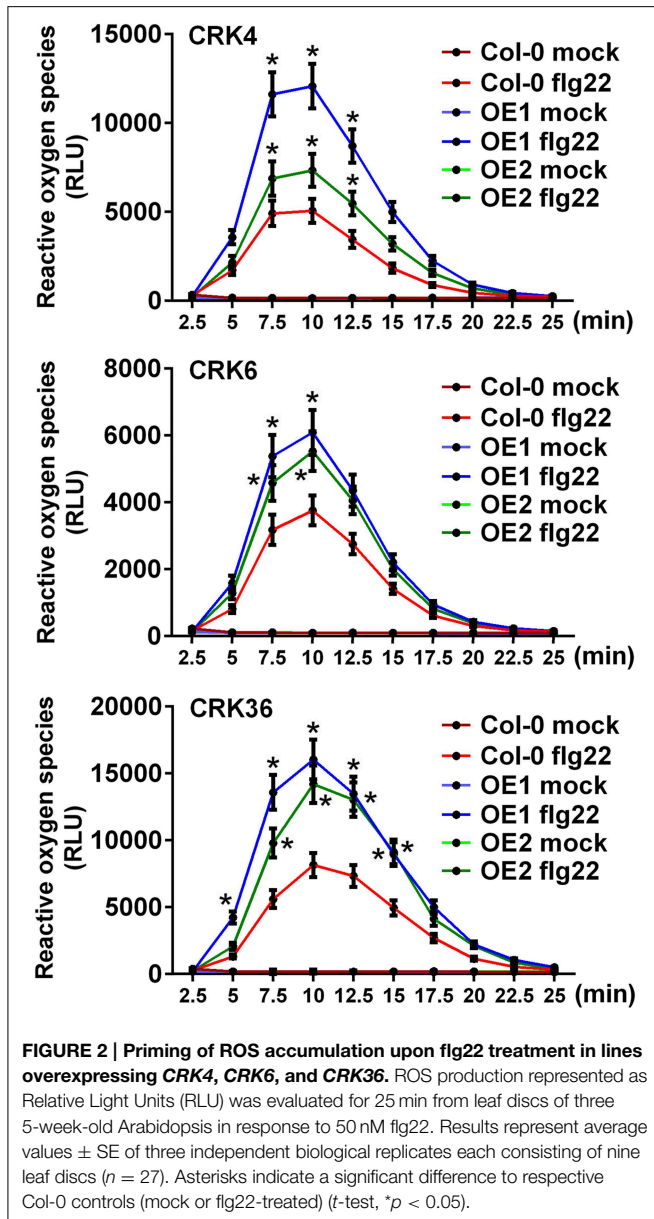 CRK4
15000
10000
5000
0
Reactive oxygen species
(RLU)
* *
*
* *
*
Col-0 mock
Col-0 flg22
OE1 mock
OE1 flg22
OE2 mock
OE2 flg22
2.5 5 7.5 10 12.5 15 17.5 20 22.5 25 (min)
CRK6
8000
6000
4000
2000
0
Reactive oxygen species
(RLU)
* *
* *
Col-0 mock
Col-0 flg22
OE1 mock
OE1 flg22
OE2 mock
OE2 flg22
2.5 5 7.5 10 12.5 15 17.5 20 22.5 25 (min)
CRK36
20000
15000
10000
5000
0
Reactive oxygen species
(RLU)
*
* *
* *
* * *
*
Col-0 mock
Col-0 flg22
OE1 mock
OE1 flg22
OE2 mock
OE2 flg22
2.5 5 7.5 10 12.5 15 17.5 20 22.5 25 (min)
FIGURE 2 | Priming of ROS accumulation upon flg22 treatment in lines
overexpressing CRK4, CRK6, and CRK36. ROS production represented as
Relative Light Units (RLU) was evaluated for 25 min from leaf discs of three
5-week-old Arabidopsis in response to 50 nM flg22. Results represent average
values ± SE of three independent biological replicates each consisting of nine
leaf discs (n = 27). Asterisks indicate a significant difference to respective
Col-0 controls (mock or flg22-treated) (t-test, *p < 0.05).